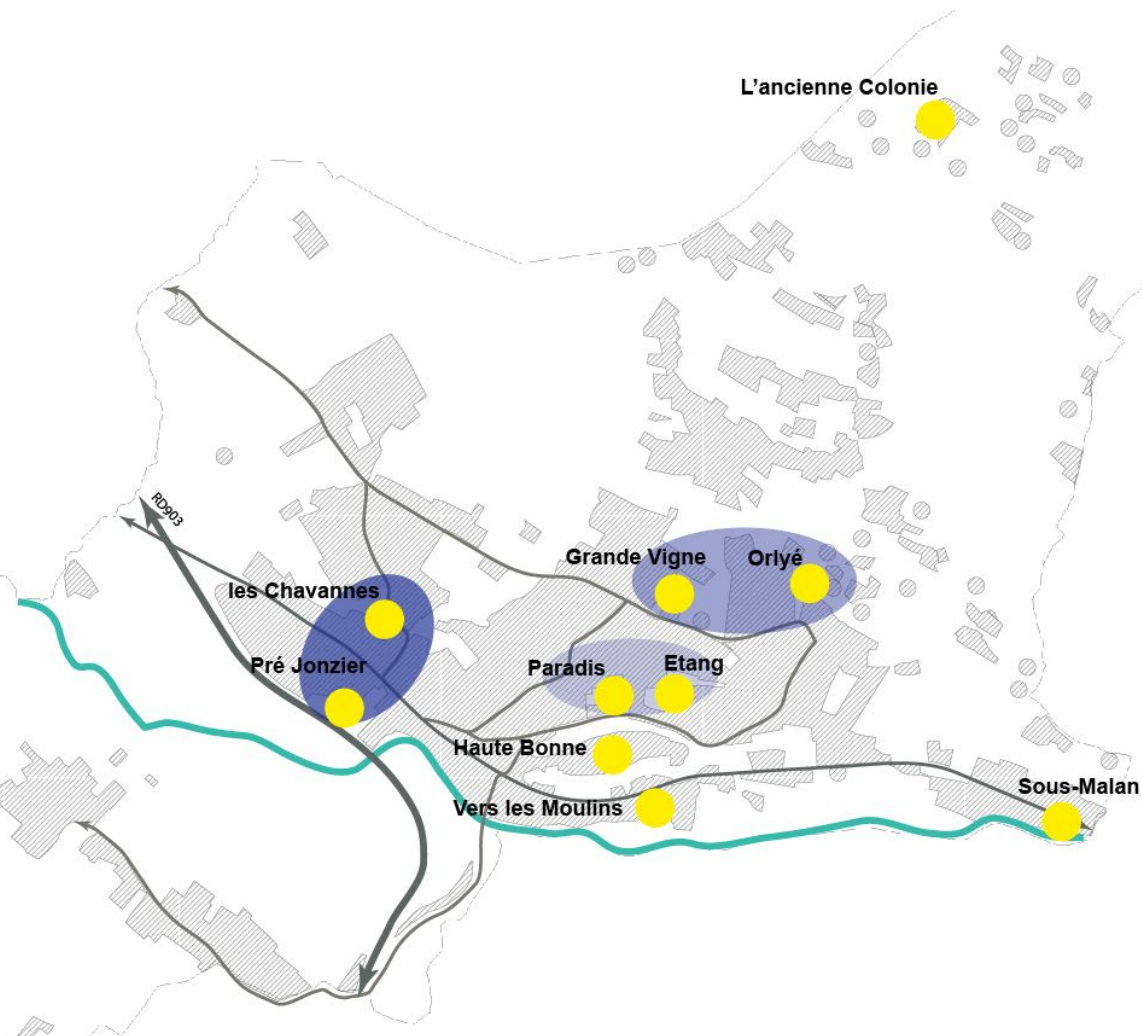 L'ancienne Colonie
RD903
Grande Vigne
Orlyé
les Chavannes
Pré Jonzier
Paradis
Etang
Haute Bonne
Vers les Moulins
Sous-Malan